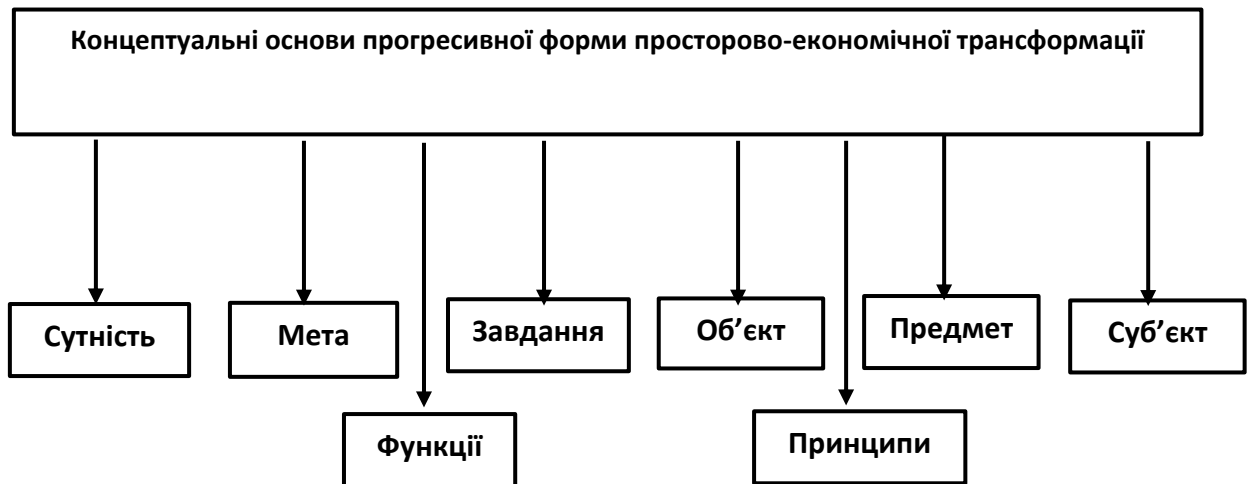 Концептуальні основи прогресивної форми просторово-економічної трансформації
Сутність
Мета
Завдання
Об’єкт
Предмет
Суб’єкт
Функції
Принципи